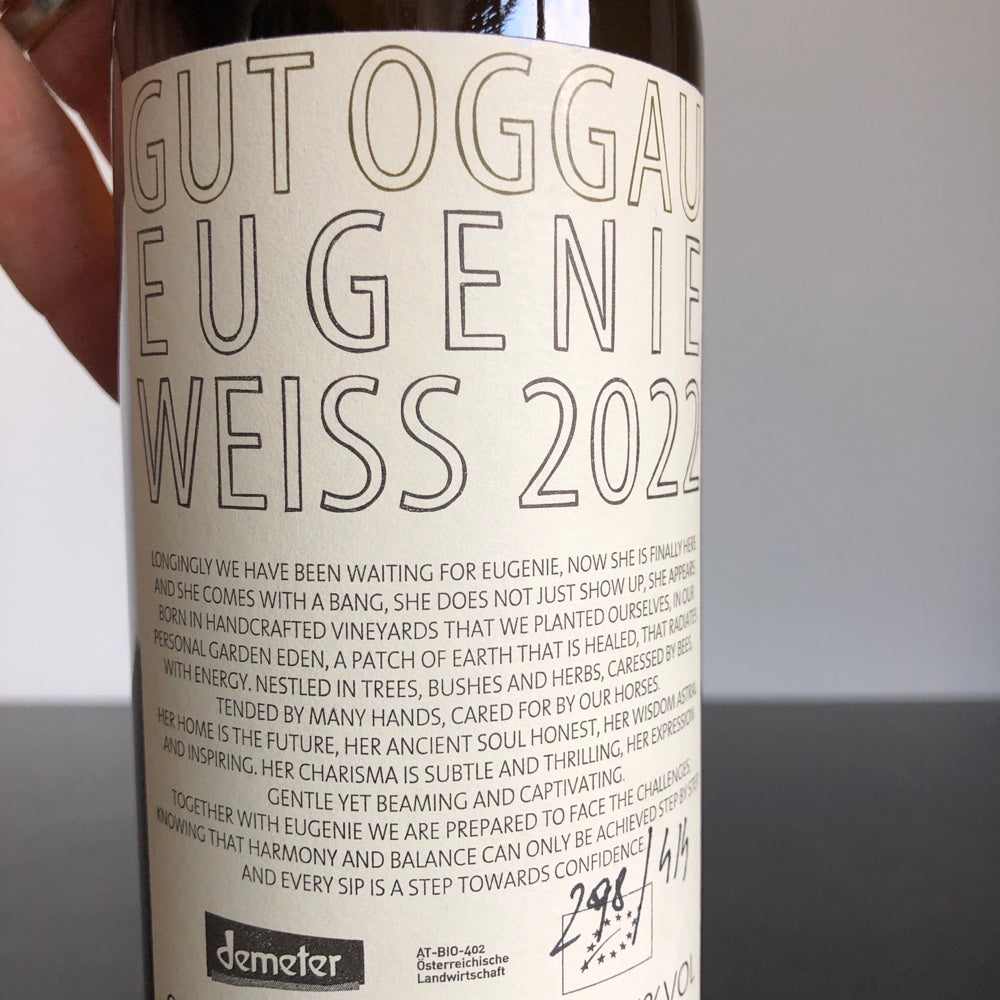 GUT OGGAU
EUGENIE
WEISS 2022
LONGINGLY WE HAVE BEEN WAITING FOR EUGENIE, NOW SHE IS FINALLY HERE
AND SHE COMES WITH A BANG, SHE DOES NOT JUST SHOW UP, SHE APPEARS.
BORN IN HANDCRAFTED VINEYARDS THAT WE PLANTED OURSELVES, IN OUR
PERSONAL GARDEN EDEN, A PATCH OF EARTH THAT IS HEALED, THAT RADIATES
WITH ENERGY. NESTLED IN TREES, BUSHES AND HERBS, CARESSED BY BEES,
TENDED BY MANY HANDS, CARED FOR BY OUR HORSES.
HER HOME IS THE FUTURE, HER ANCIENT SOUL HONEST, HER WISDOM ASTRAL
AND INSPIRING. HER CHARISMA IS SUBTLE AND THRILLING, HER EXPRESSION
GENTLE YET BEAMING AND CAPTIVATING.
TOGETHER WITH EUGENIE WE ARE PREPARED TO FACE THE CHALLENGES,
KNOWING THAT HARMONY AND BALANCE CAN ONLY BE ACHIEVED STEP BY STEP
AND EVERY SIP IS A STEP TOWARDS CONFIDENCE.
demeter
AT-BIO-402
Österreichische
Landwirtschaft
298/
VOL